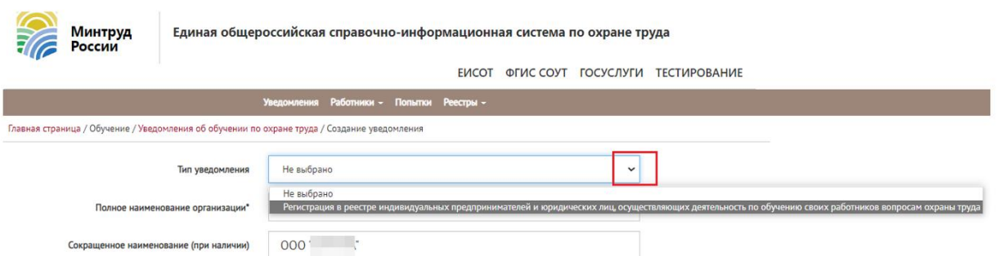 Минтруд
России
Единая общероссийская справочно-информационная система по охране труда
ЕИСОТ ФГИС СОУТ ГОСУСЛУГИ ТЕСТИРОВАНИЕ
Уведомления Работники Попытки Реестры
Главная страница / Обучение / Уведомления об обучении по охране труда / Создание уведомления
Тип уведомления Не выбрано
Не выбрано
Регистрация в реестре индивидуальных предпринимателей и юридических лиц, осуществляющих деятельность по обучению своих работников вопросам охраны труда
Полное наименование организации*
Сокращенное наименование (при наличии) ООО "